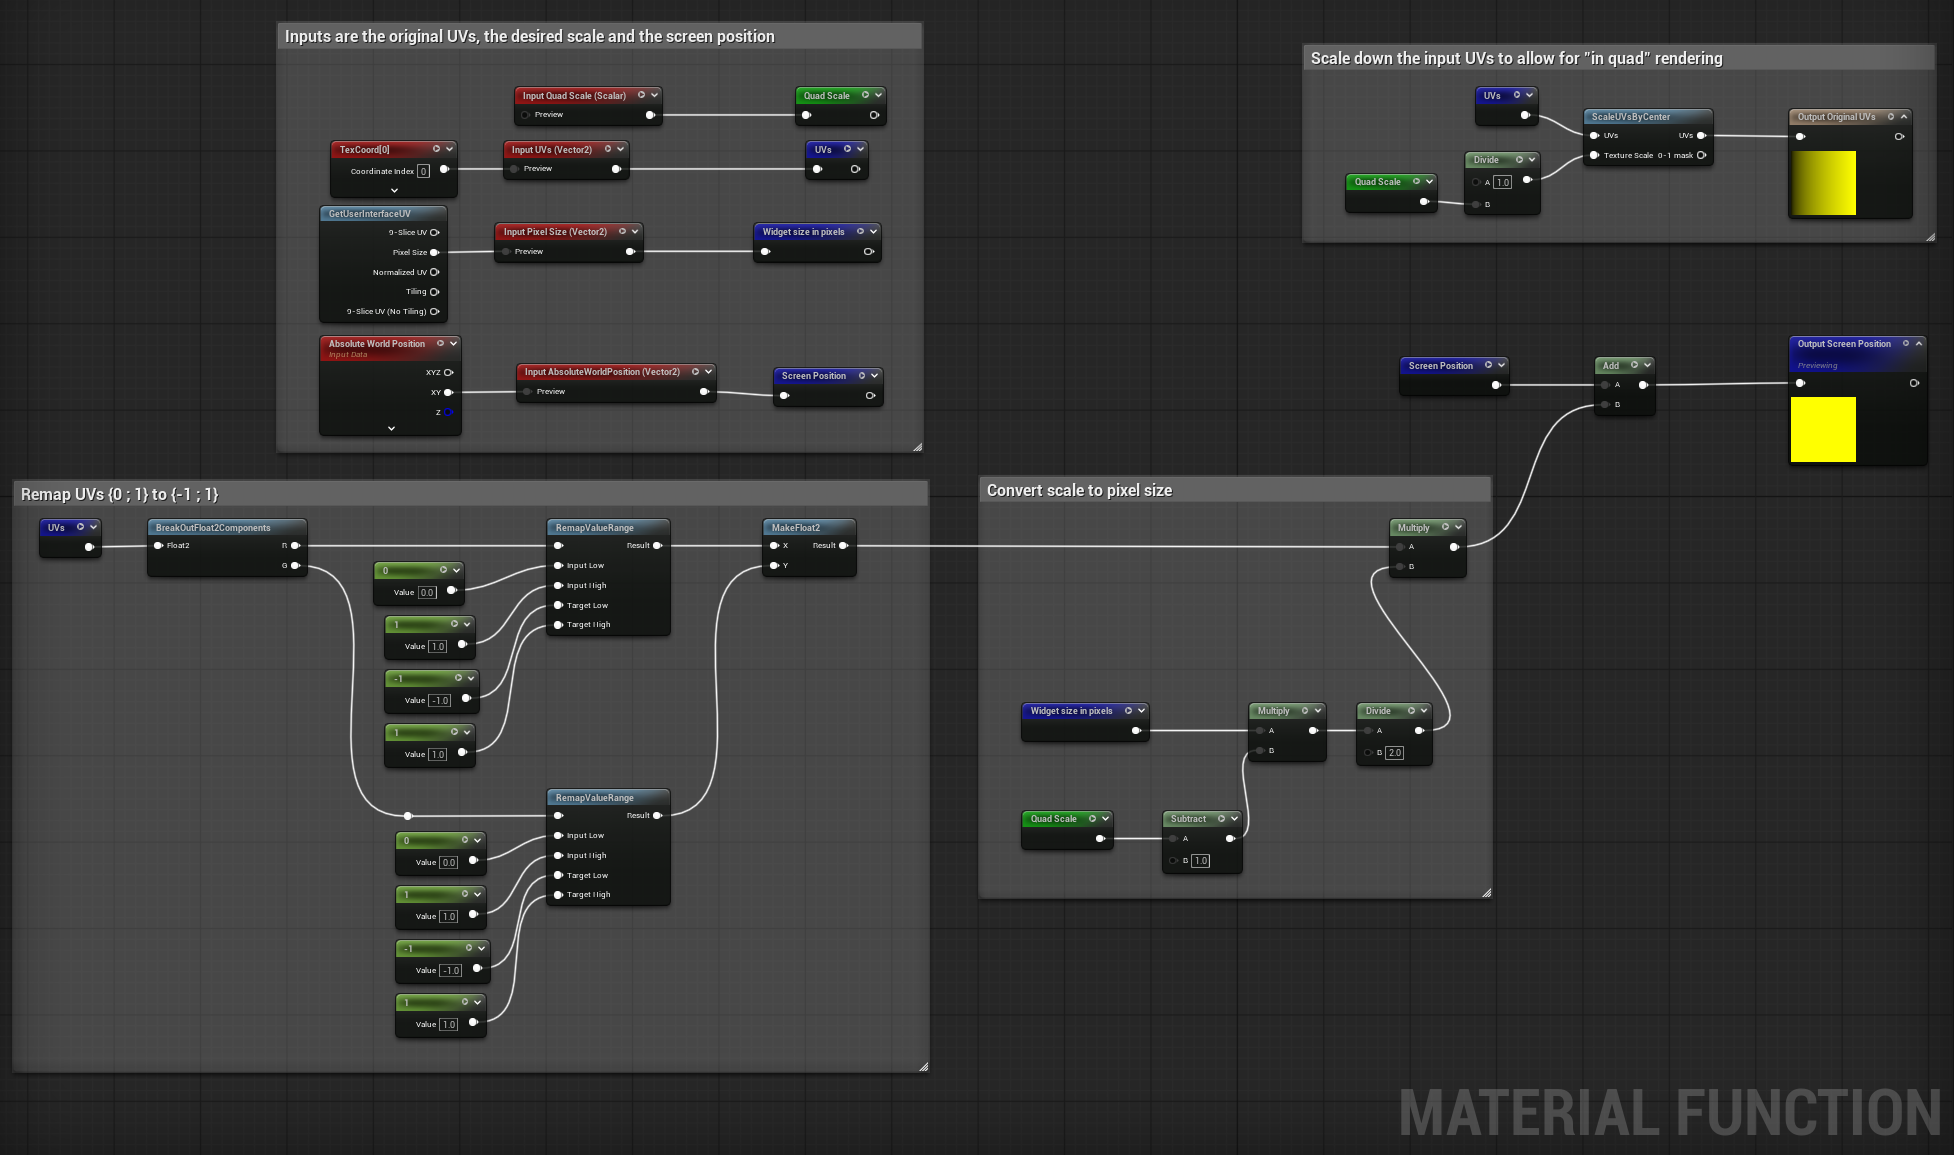 Inputs are the original UVs, the desired scale and the screen position
Input Quad Scale (Scalar)
Preview
Quad Scale
TexCoord[0]
Coordinate Index 0
Input UVs (Vector2)
Preview
UVs
GetUserInterfaceUV
9-Slice UV
Pixel Size
Normalized UV
Tiling
9-Slice UV (No Tiling)
Input Pixel Size (Vector2)
Preview
Widget size in pixels
Absolute World Position
Input Data
XYZ
XY
Z
Input AbsoluteWorldPosition (Vector2)
Preview
Screen Position
Scale down the input UVs to allow for "in quad" rendering
UVs
Quad Scale
Divide
A 1.0
B
ScaleUVsByCenter
UVs UVs
Texture Scale 0-1 mask
Output Original UVs
Screen Position
Add
A
B
Output Screen Position
Previewing
Remap UVs {0 ; 1} to {-1 ; 1}
UVs
BreakOutFloat2Components
Float2 R
G
0
Value 0.0
1
Value 1.0
-1
Value -1.0
1
Value 1.0
RemapValueRange
Result
Input Low
Input High
Target Low
Target High
MakeFloat2
X Result
Y
RemapValueRange
Result
Input Low
Input High
Target Low
Target High
0
Value 0.0
1
Value 1.0
-1
Value -1.0
1
Value 1.0
Convert scale to pixel size
Multiply
A
B
Widget size in pixels
Multiply
A
B
Divide
A
B 2.0
Quad Scale
Subtract
A
B 1.0
MATERIAL FUNCTION